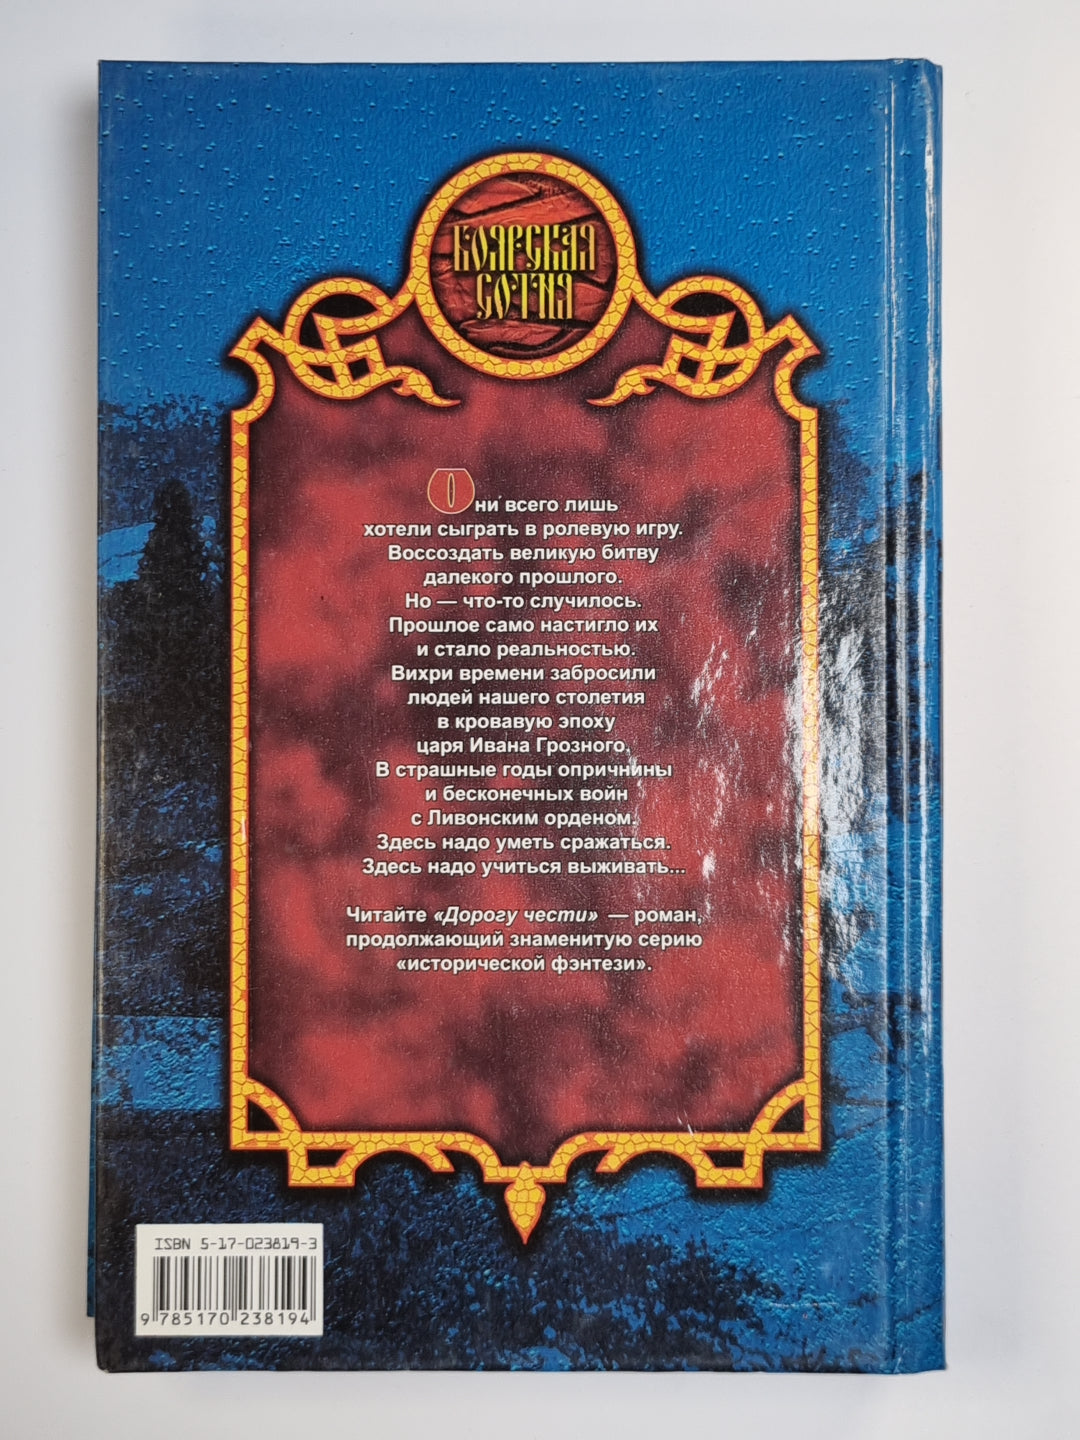 БОЯРСКАЯ
СОТНЯ
Они всего лишь
хотели сыграть в ролевую игру.
Воссоздать великую битву
далекого прошлого.
Но — что-то случилось.
Прошлое само настигло их
и стало реальностью.
Вихри времени забросили
людей нашего столетия
в кровавую эпоху
царя Ивана Грозного.
В страшные годы опричнины
и бесконечных войн
с Ливонским орденом.
Здесь надо уметь сражаться.
Здесь надо учиться выживать...
Читайте «Дорогу чести» — роман,
продолжающий знаменитую серию
«исторической фэнтези».
ISBN 5-17-023819-3
9 785170 238194